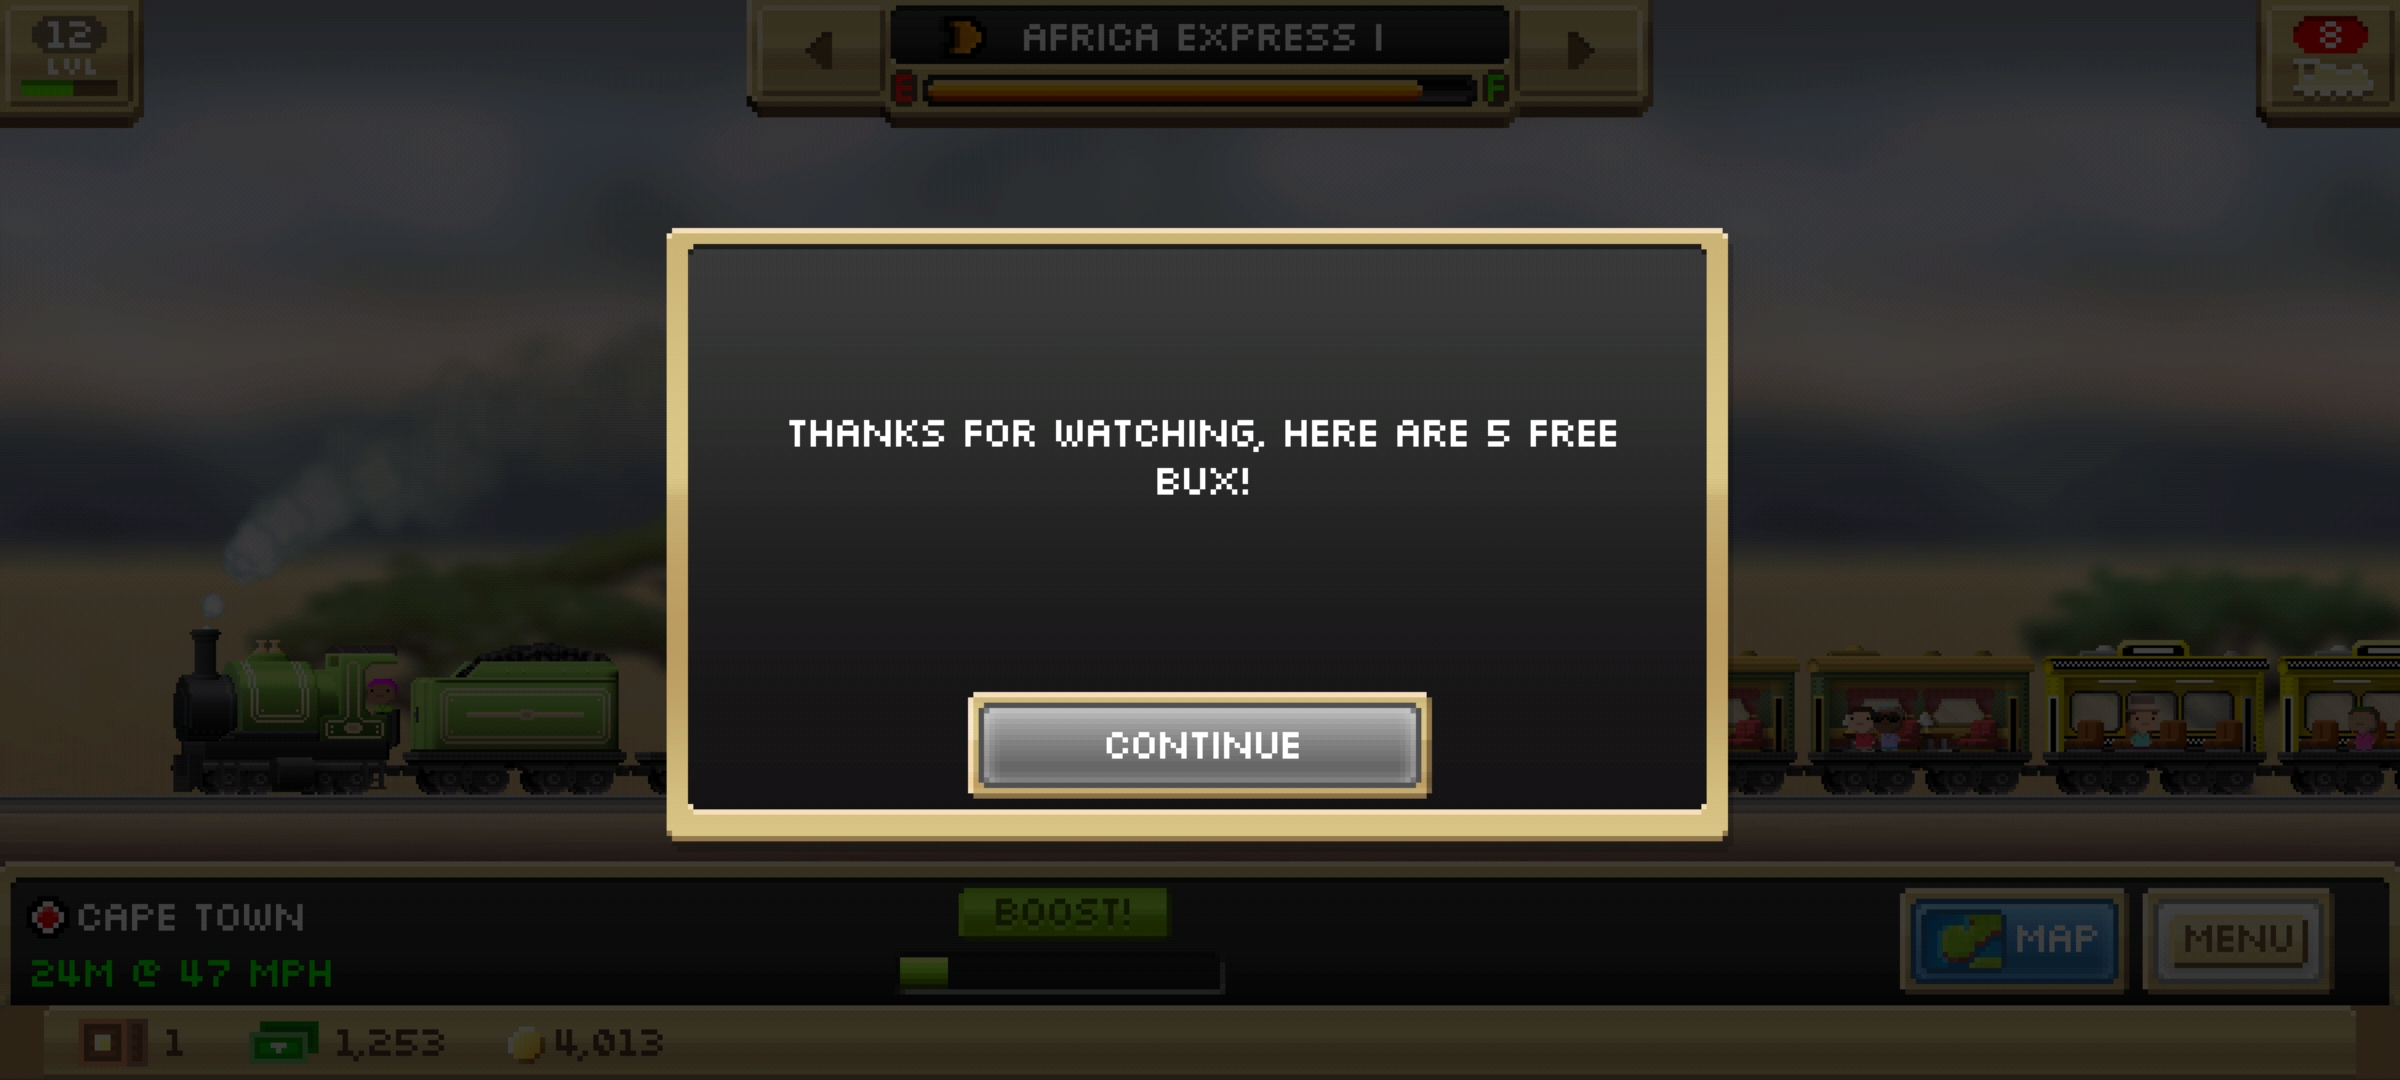 12
LVL
AFRICA EXPRESS I
E
F
8
THANKS FOR WATCHING, HERE ARE 5 FREE
BUX!
CONTINUE
CAPE TOWN
24M @ 47 MPH
BOOST!
MAP
MENU
1
1,253
4,013